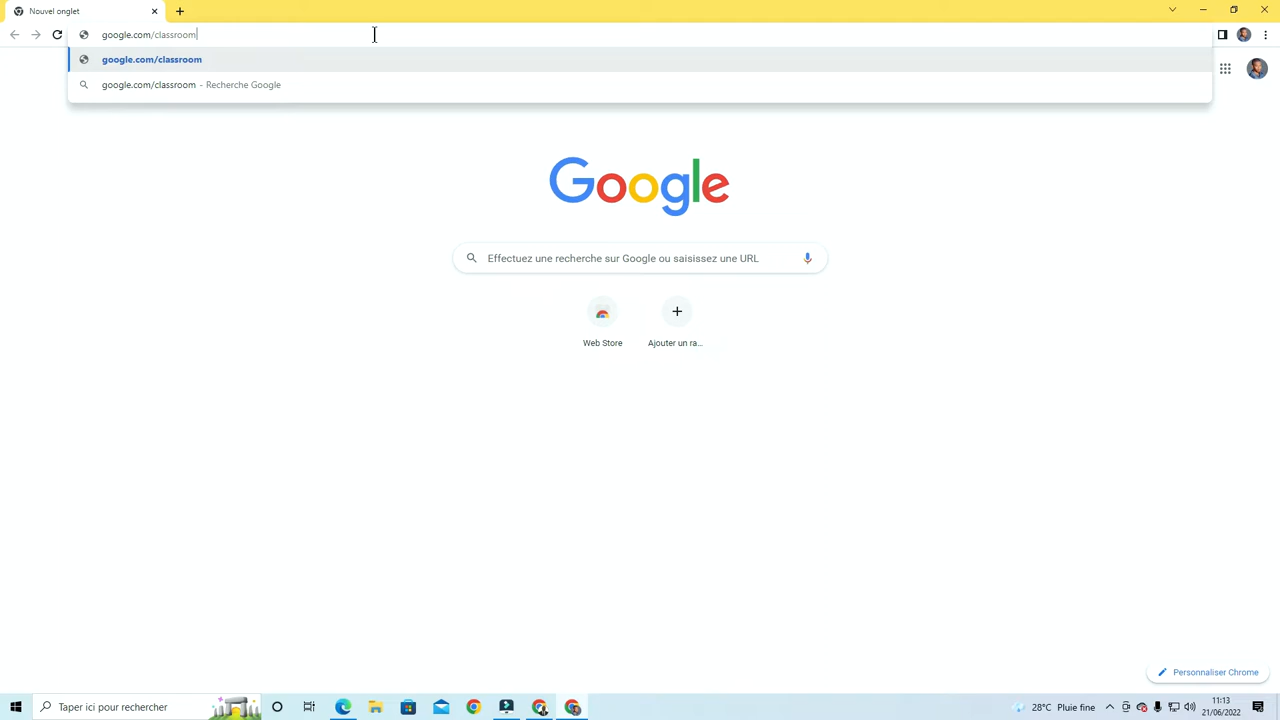 Nouvel onglet
google.com/classroom
google.com/classroom
google.com/classroom - Recherche Google
Google
Effectuez une recherche sur Google ou saisissez une URL
Web Store
Ajouter un ra...
Personnaliser Chrome
Taper ici pour rechercher
28°C Pluie fine
11:13
21/06/2022